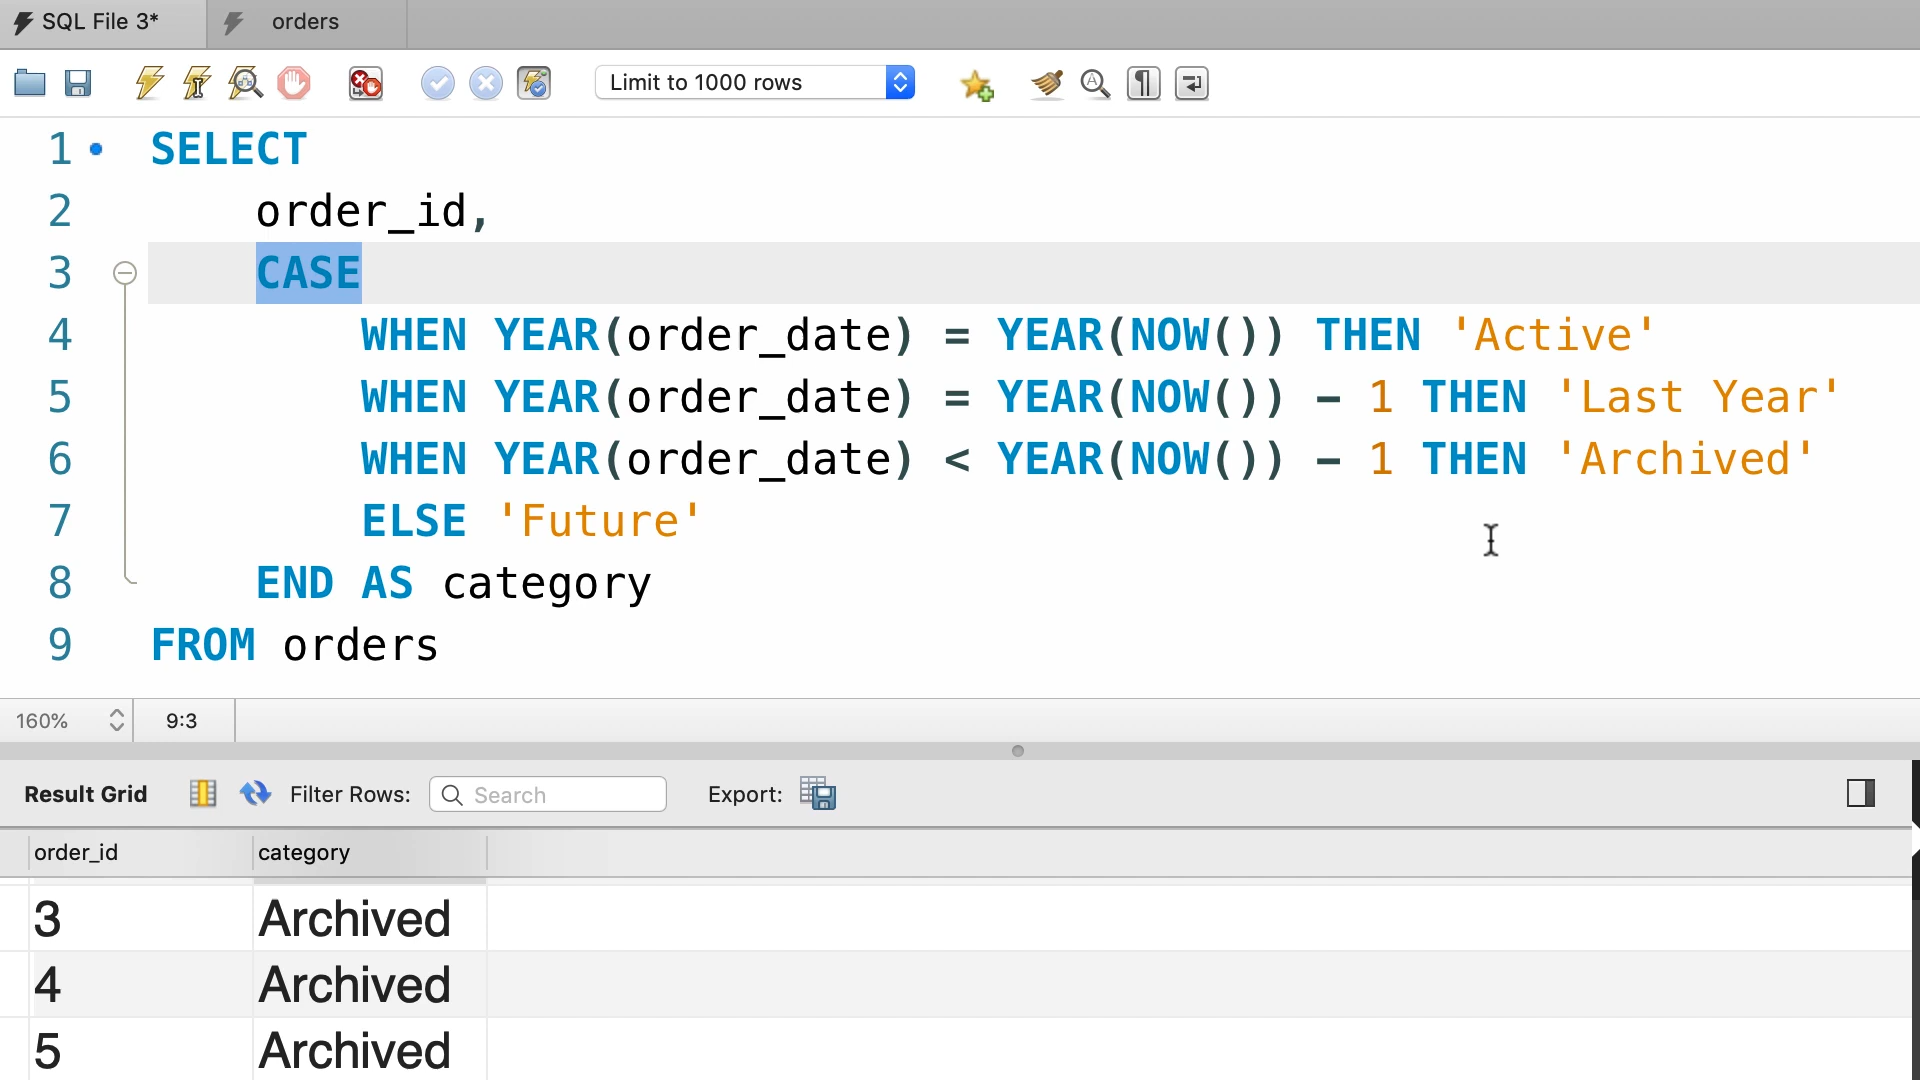 SQL File 3* orders
Limit to 1000 rows
1 SELECT
2 order_id,
3 CASE
4 WHEN YEAR(order_date) = YEAR(NOW()) THEN 'Active'
5 WHEN YEAR(order_date) = YEAR(NOW()) - 1 THEN 'Last Year'
6 WHEN YEAR(order_date) < YEAR(NOW()) - 1 THEN 'Archived'
7 ELSE 'Future'
8 END AS category
9 FROM orders
160% 9:3
Result Grid Filter Rows: Search Export:
order_id category
3 Archived
4 Archived
5 Archived